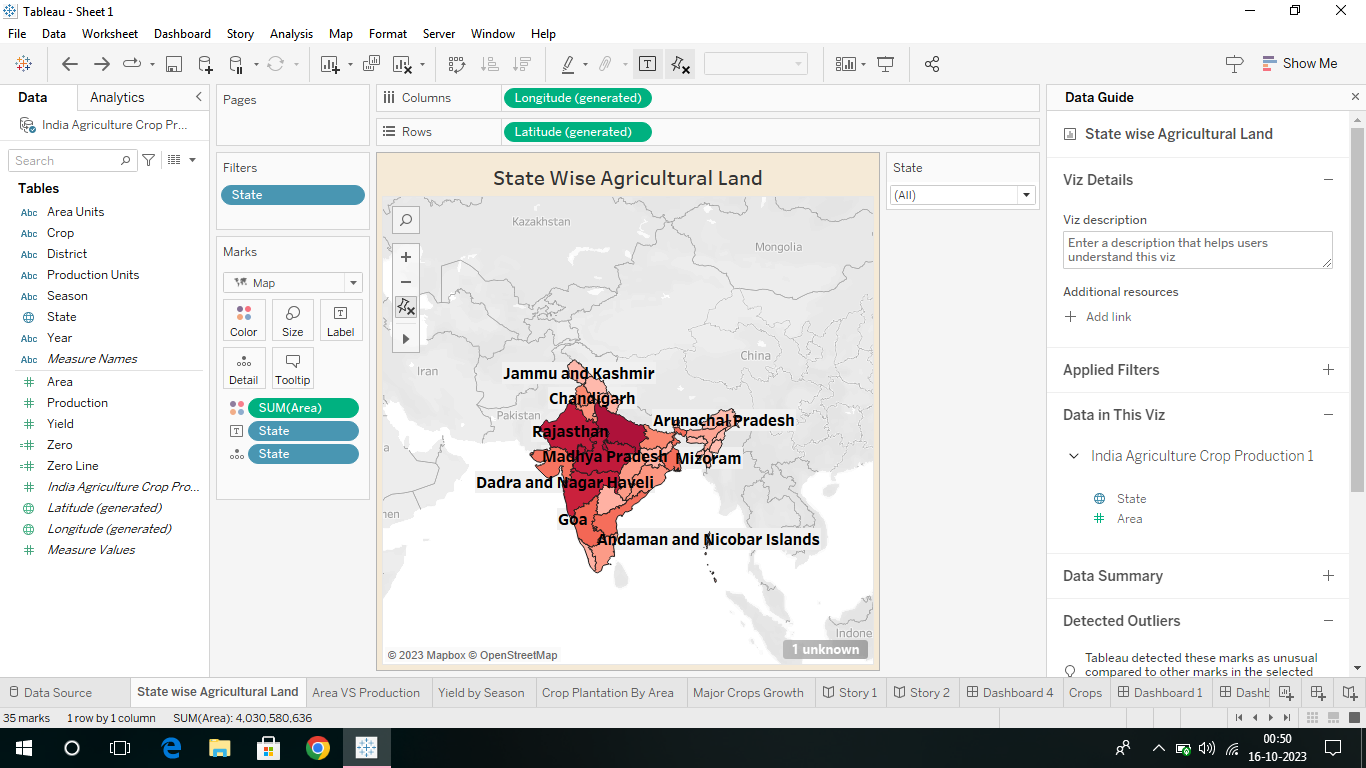 Tableau - Sheet 1
File Data Worksheet Dashboard Story Analysis Map Format Server Window Help
Show Me
Data Analytics
India Agriculture Crop Pr...
Search
Tables
Abc Area Units
Abc Crop
Abc District
Abc Production Units
Abc Season
State
Abc Year
Abc Measure Names
Area
Production
Yield
Zero
Zero Line
India Agriculture Crop Pro...
Latitude (generated)
Longitude (generated)
Measure Values
Pages
Filters
State
Marks
Map
Color Size Label
Detail Tooltip
SUM(Area)
State
State
Columns Longitude (generated)
Rows Latitude (generated)
State Wise Agricultural Land
Kazakhstan
Mongolia
China
Iran
Jammu and Kashmir
Chandigarh
Pakistan
Arunachal Pradesh
Rajasthan
Madhya Pradesh
Mizoram
Dadra and Nagar Haveli
Goa
Andaman and Nicobar Islands
Indone
1 unknown
© 2023 Mapbox © OpenStreetMap
State
(All)
Data Guide
State wise Agricultural Land
Viz Details
Viz description
Enter a description that helps users
understand this viz
Additional resources
Add link
Applied Filters
Data in This Viz
India Agriculture Crop Production 1
State
Area
Data Summary
Detected Outliers
Tableau detected these marks as unusual
compared to other marks in the selected
Data Source State wise Agricultural Land Area VS Production Yield by Season Crop Plantation By Area Major Crops Growth Story 1 Story 2 Dashboard 4 Crops Dashboard 1 Dashb
35 marks 1 row by 1 column SUM(Area): 4,030,580,636
00:50
16-10-2023